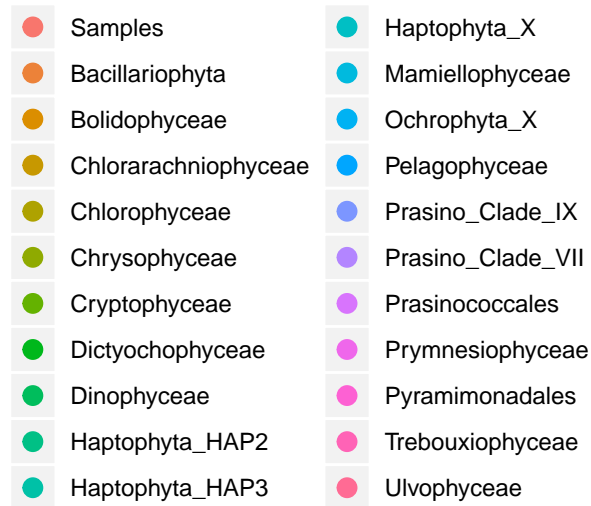 Samples
Bacillariophyta
Bolidophyceae
Chlorarachniophyceae
Chlorophyceae
Chrysophyceae
Cryptophyceae
Dictyochophyceae
Dinophyceae
Haptophyta_HAP2
Haptophyta_HAP3
Haptophyta_X
Mamiellophyceae
Ochrophyta_X
Pelagophyceae
Prasino_Clade_IX
Prasino_Clade_VII
Prasinococcales
Prymnesiophyceae
Pyramimonadales
Trebouxiophyceae
Ulvophyceae